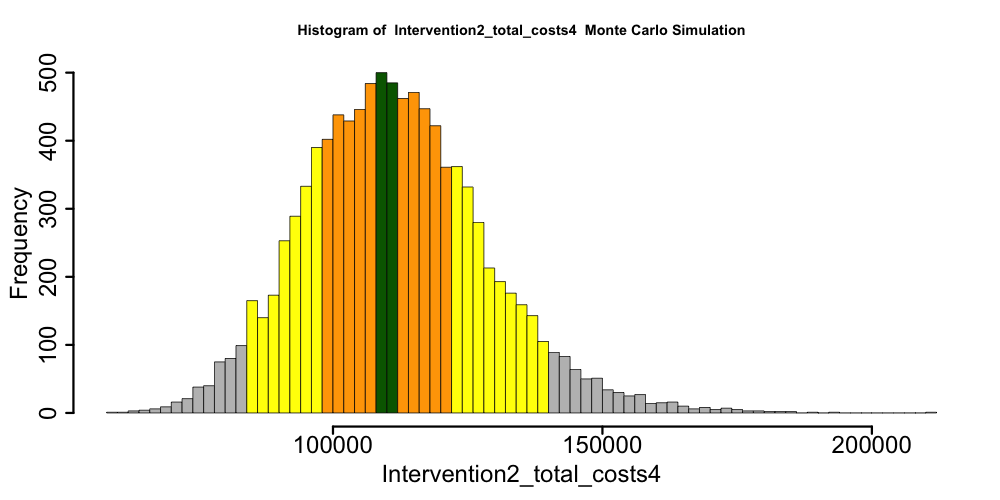 Histogram of  Intervention2_total_costs4  Monte Carlo Simulation
Frequency
500
400
300
200
100
0
100000 150000 200000
Intervention2_total_costs4